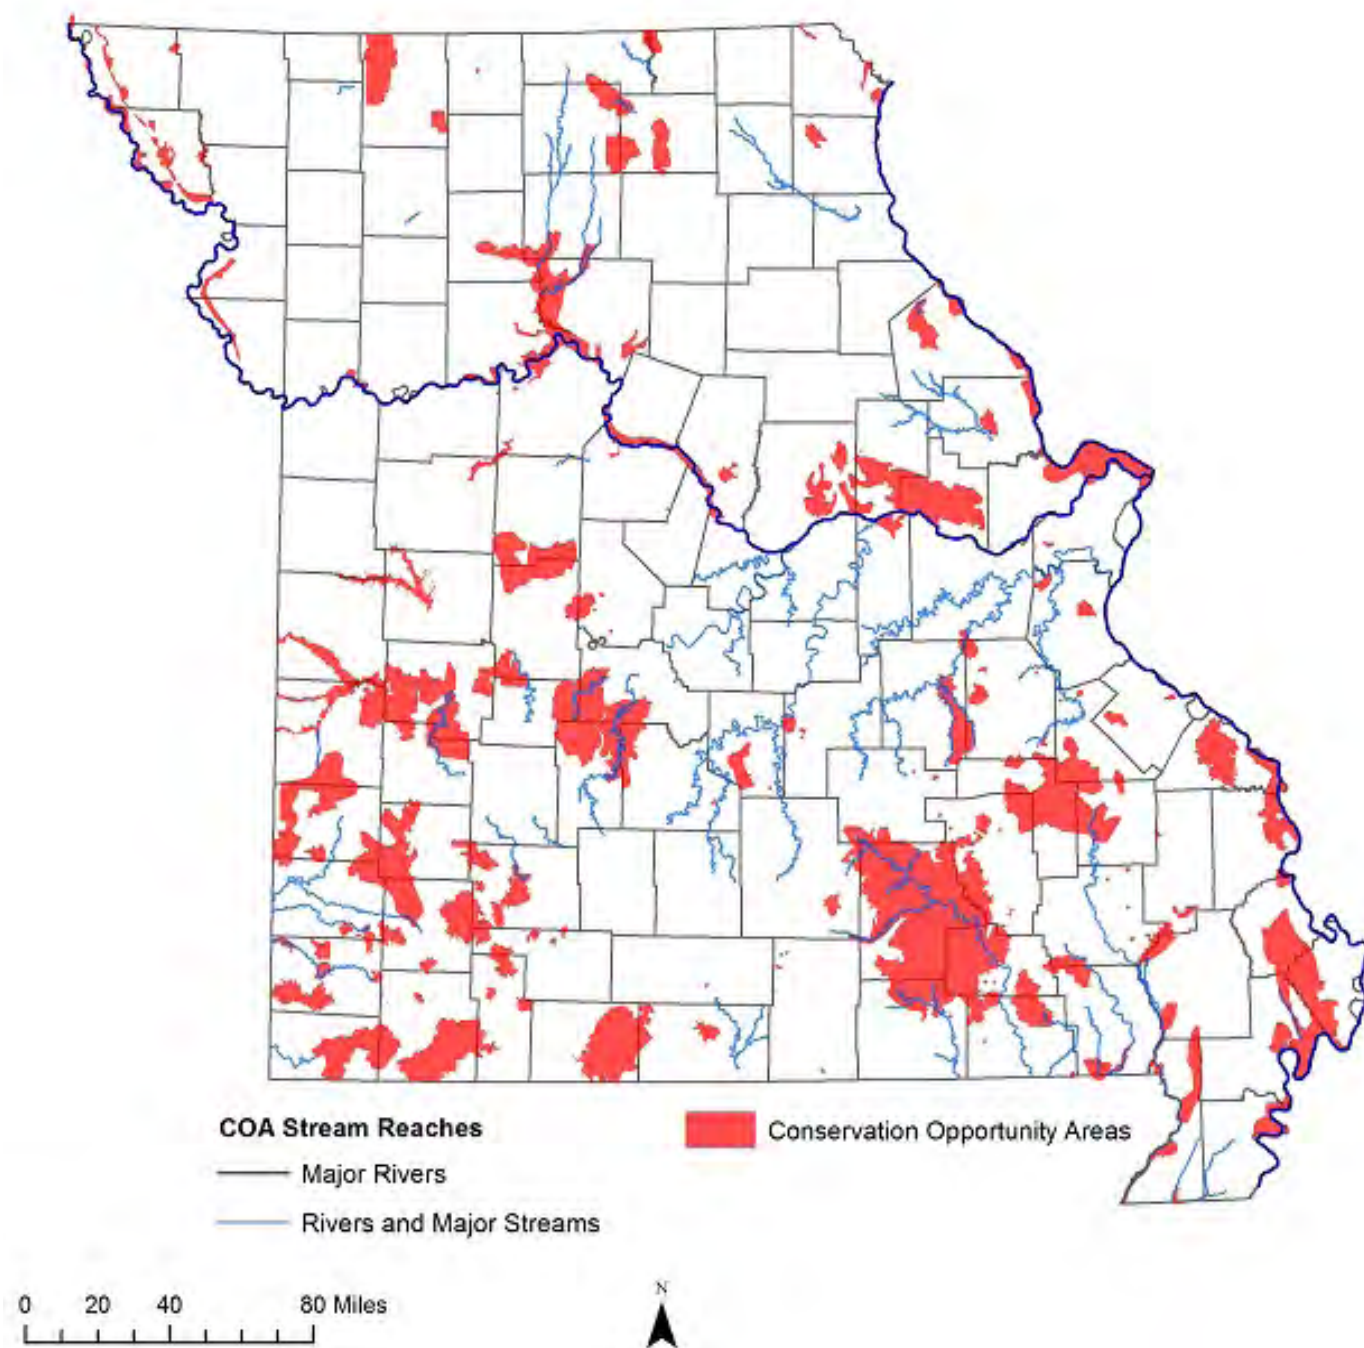 COA Stream Reaches
Conservation Opportunity Areas
Major Rivers
Rivers and Major Streams
0 20 40 80 Miles
N